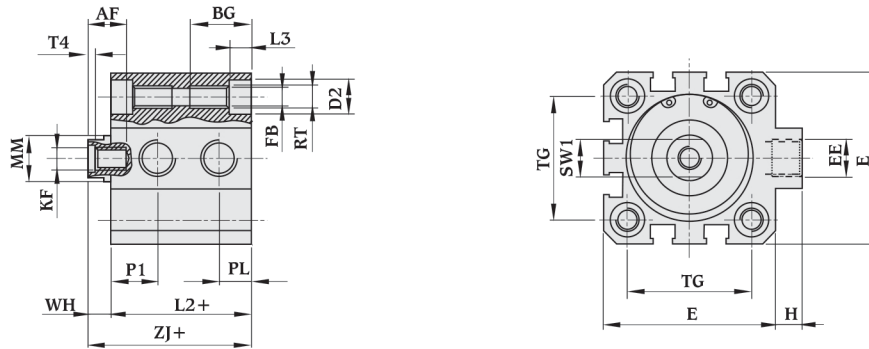 AF
BG
T4
L3
MM
KF
FB
RT
D2
P1
PL
WH
L2+
ZJ+
TG
SW1
EE
E
TG
E
H